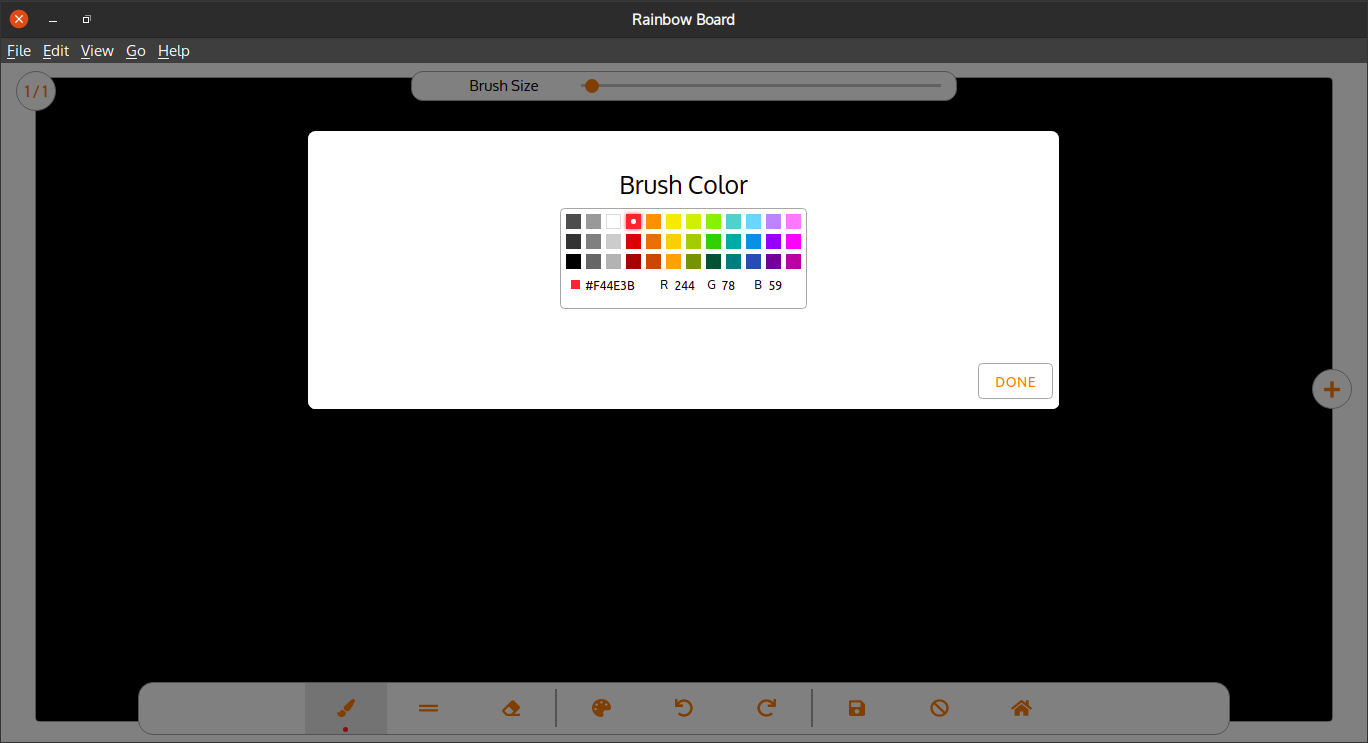 Rainbow Board
File Edit View Go Help
1 / 1
Brush Size
Brush Color
#F44E3B R 244 G 78 B 59
DONE